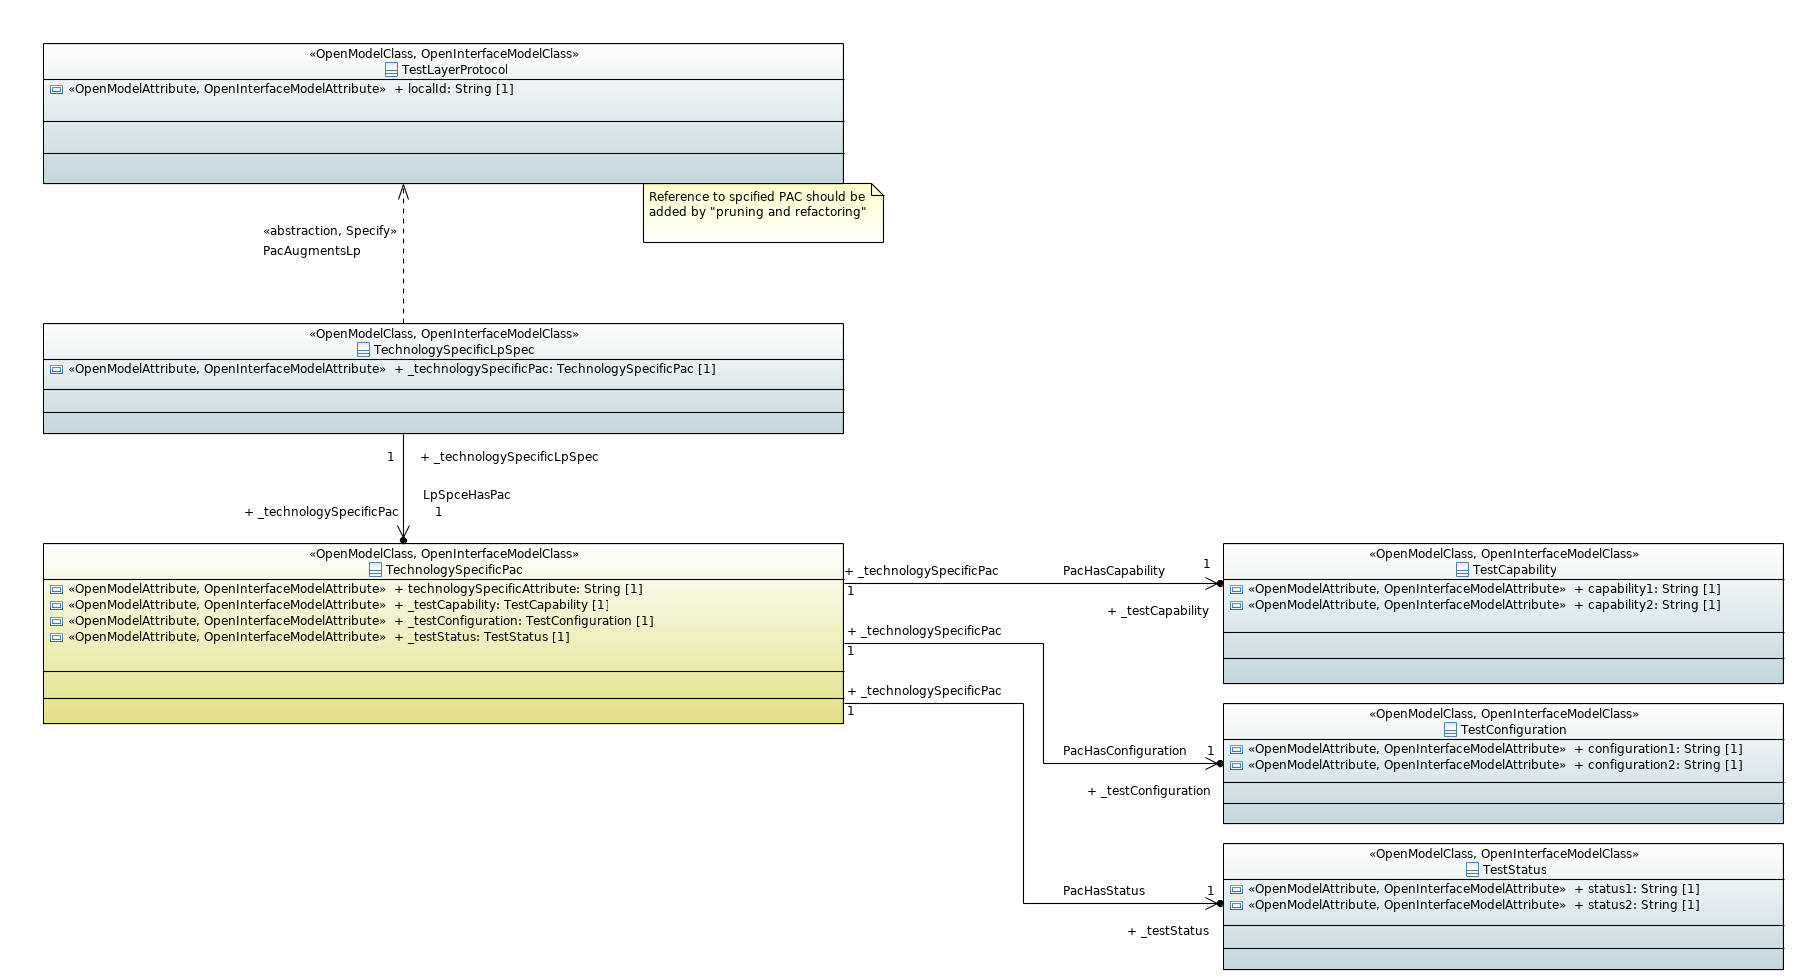 «OpenModelClass, OpenInterfaceModelClass»
TestLayerProtocol
«OpenModelAttribute, OpenInterfaceModelAttribute» + localId: String [1]
Reference to spcified PAC should be
added by "pruning and refactoring"
«abstraction, Specify»
PacAugmentsLp
«OpenModelClass, OpenInterfaceModelClass»
TechnologySpecificLpSpec
«OpenModelAttribute, OpenInterfaceModelAttribute» + _technologySpecificPac: TechnologySpecificPac [1]
1 + _technologySpecificLpSpec
LpSpceHasPac
+ _technologySpecificPac 1
«OpenModelClass, OpenInterfaceModelClass»
TechnologySpecificPac
«OpenModelAttribute, OpenInterfaceModelAttribute» + technologySpecificAttribute: String [1]
«OpenModelAttribute, OpenInterfaceModelAttribute» + _testCapability: TestCapability [1]
«OpenModelAttribute, OpenInterfaceModelAttribute» + _testConfiguration: TestConfiguration [1]
«OpenModelAttribute, OpenInterfaceModelAttribute» + _testStatus: TestStatus [1]
+ _technologySpecificPac PacHasCapability 1
1
+ _testCapability
+ _technologySpecificPac
1
+ _technologySpecificPac
1
PacHasConfiguration 1
+ _testConfiguration
PacHasStatus 1
+ _testStatus
«OpenModelClass, OpenInterfaceModelClass»
TestCapability
«OpenModelAttribute, OpenInterfaceModelAttribute» + capability1: String [1]
«OpenModelAttribute, OpenInterfaceModelAttribute» + capability2: String [1]
«OpenModelClass, OpenInterfaceModelClass»
TestConfiguration
«OpenModelAttribute, OpenInterfaceModelAttribute» + configuration1: String [1]
«OpenModelAttribute, OpenInterfaceModelAttribute» + configuration2: String [1]
«OpenModelClass, OpenInterfaceModelClass»
TestStatus
«OpenModelAttribute, OpenInterfaceModelAttribute» + status1: String [1]
«OpenModelAttribute, OpenInterfaceModelAttribute» + status2: String [1]